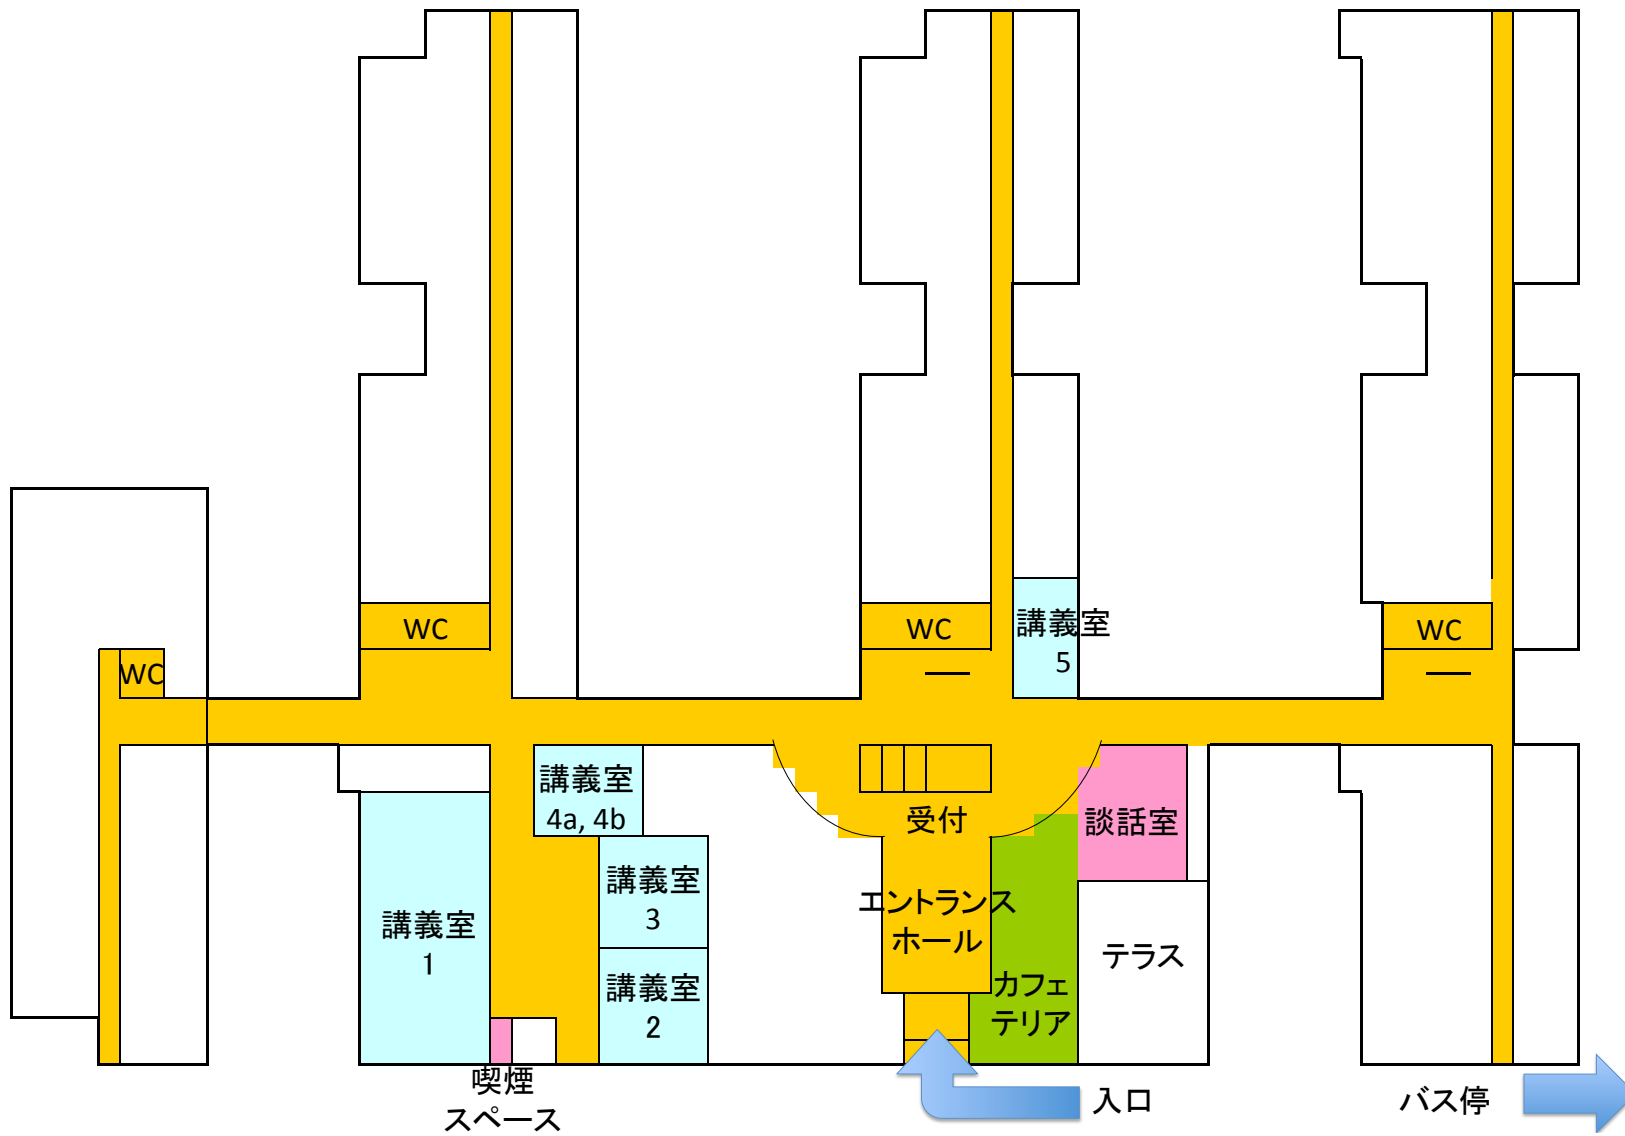 WC
WC
講義室
5
WC
WC
講義室
4a, 4b
受付
談話室
講義室
3
エントランス
ホール
講義室
1
テラス
講義室
2
カフェ
テリア
喫煙
スペース
入口
バス停